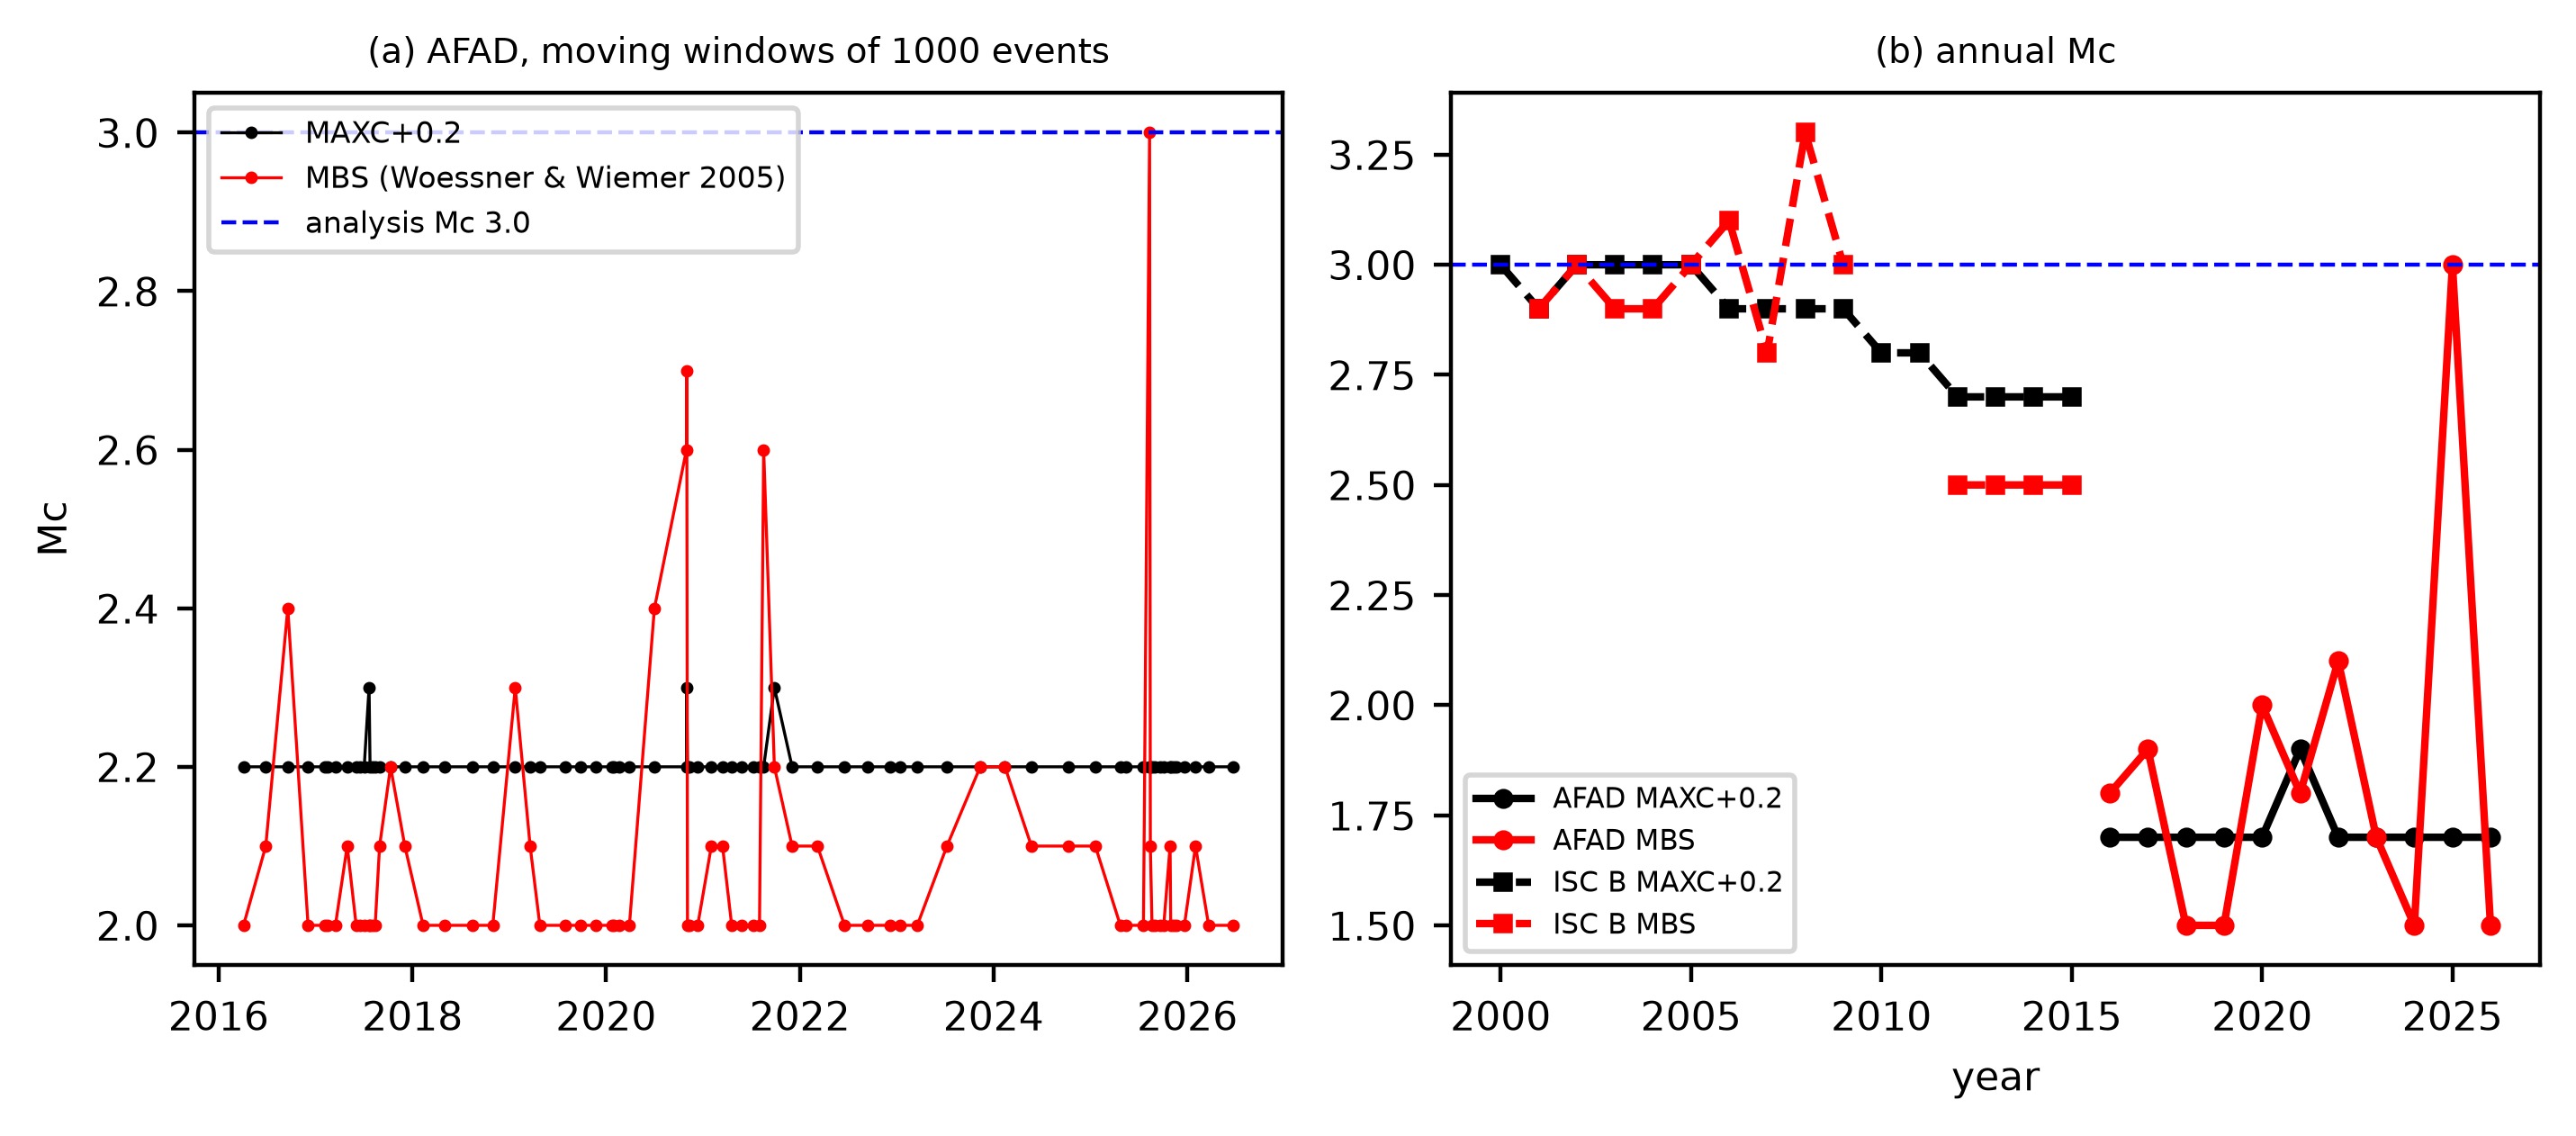 (a) AFAD, moving windows of 1000 events
MAXC+0.2
MBS (Woessner & Wiemer 2005)
analysis Mc 3.0
Mc
3.0
2.8
2.6
2.4
2.2
2.0
2016 2018 2020 2022 2024 2026
(b) annual Mc
3.25
3.00
2.75
2.50
2.25
2.00
1.75
1.50
AFAD MAXC+0.2
AFAD MBS
ISC B MAXC+0.2
ISC B MBS
2000 2005 2010 2015 2020 2025
year